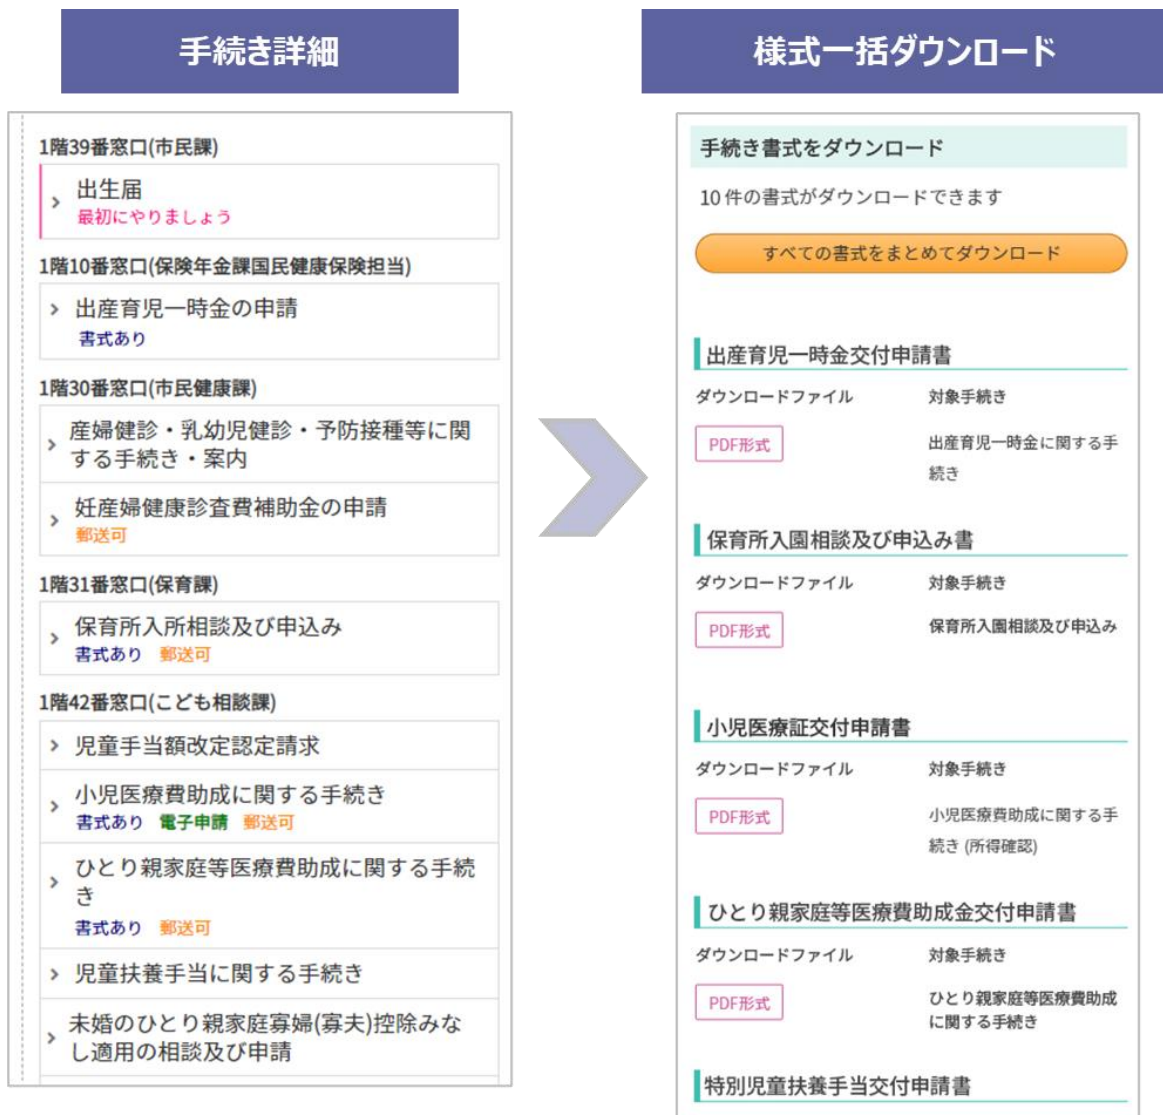 手続き詳細
1階39番窓口(市民課)
出生届
最初にやりましょう
1階10番窓口(保険年金課国民健康保険担当)
出産育児一時金の申請
書式あり
1階30番窓口(市民健康課)
産婦健診・乳幼児健診・予防接種等に関
する手続き・案内
妊産婦健康診査費補助金の申請
郵送可
1階31番窓口(保育課)
保育所入所相談及び申込み
書式あり 郵送可
1階42番窓口(こども相談課)
児童手当額改定認定請求
小児医療費助成に関する手続き
書式あり 電子申請 郵送可
ひとり親家庭等医療費助成に関する手続
き
書式あり 郵送可
児童扶養手当に関する手続き
未婚のひとり親家庭寡婦(寡夫)控除みな
し適用の相談及び申請
様式一括ダウンロード
手続き書式をダウンロード
10 件の書式がダウンロードできます
すべての書式をまとめてダウンロード
出産育児一時金交付申請書
ダウンロードファイル 対象手続き
PDF形式 出産育児一時金に関する手
続き
保育所入園相談及び申込み書
ダウンロードファイル 対象手続き
PDF形式 保育所入園相談及び申込み
小児医療証交付申請書
ダウンロードファイル 対象手続き
PDF形式 小児医療費助成に関する手
続き (所得確認)
ひとり親家庭等医療費助成金交付申請書
ダウンロードファイル 対象手続き
PDF形式 ひとり親家庭等医療費助成
に関する手続き
特別児童扶養手当交付申請書